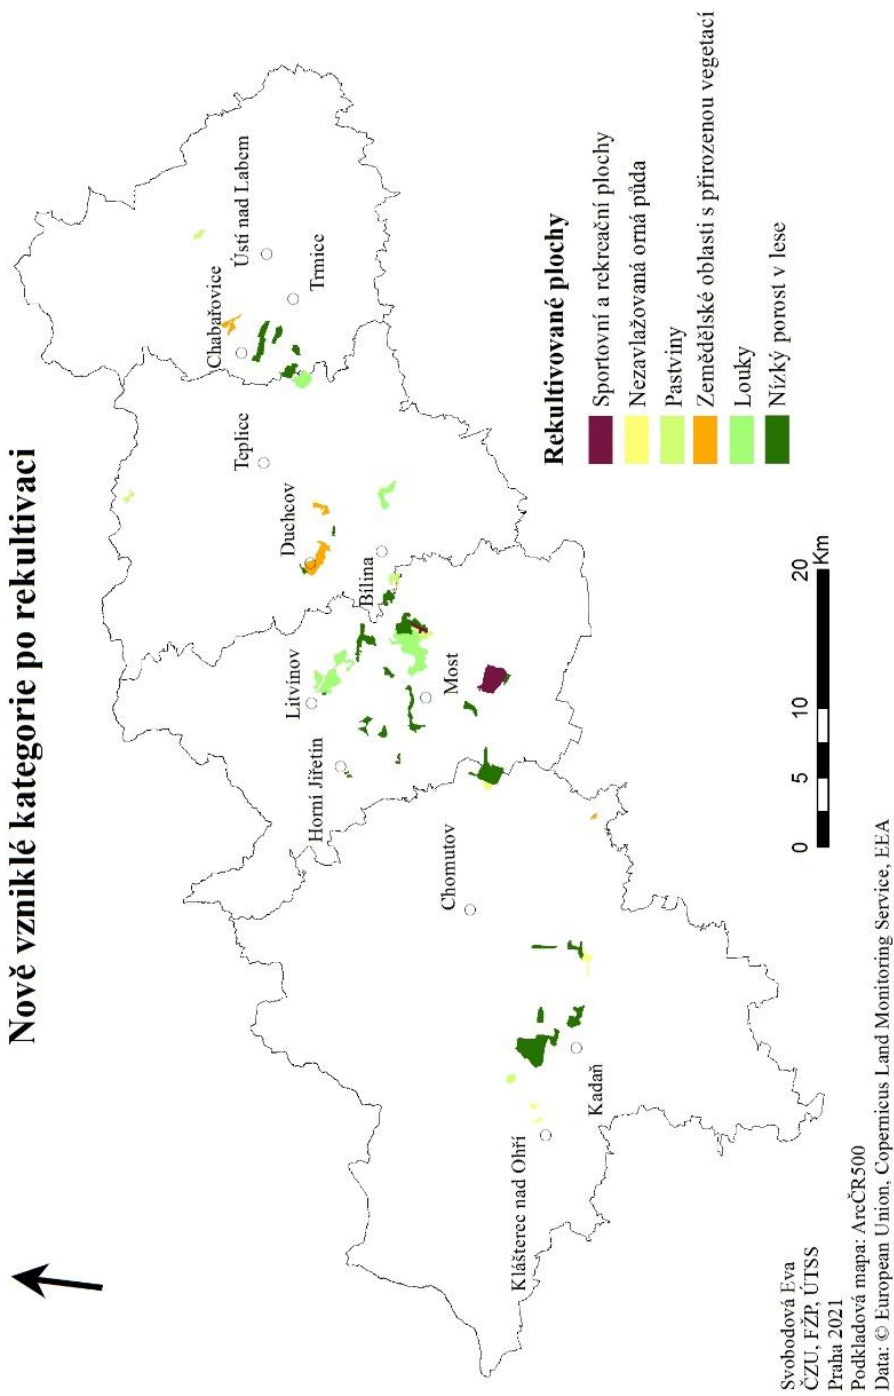 Nově vzniklé kategorie po rekultivaci
Ústí nad Labem
Chabařovice
Trmice
Teplice
Duchcov
Bílina
Litvínov
Most
Horní Jiřetín
Chomutov
Kadaň
Klášterec nad Ohří
Rekultivované plochy
Sportovní a rekreační plochy
Nezavlažovaná orná půda
Pastviny
Zemědělské oblasti s přirozenou vegetací
Louky
Nízký porost v lese
0 5 10 20 Km
Svobodová Eva
ČZU, FŽP, ÚTSS
Praha 2021
Podkladová mapa: ArcČR500
Data: © European Union, Copernicus Land Monitoring Service, EEA